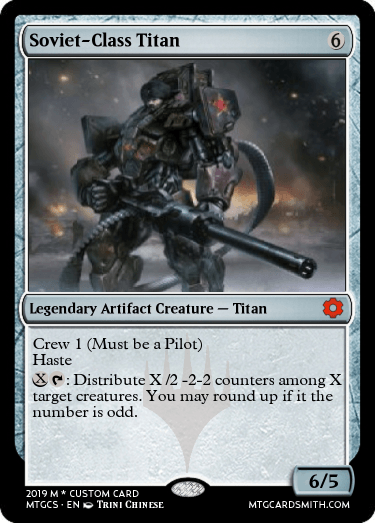 Soviet-Class Titan 6
Legendary Artifact Creature — Titan
Crew 1 (Must be a Pilot)
Haste
X : Distribute X /2 -2-2 counters among X
target creatures. You may round up if it the
number is odd.
6/5
2019 M * CUSTOM CARD
MTGCS • EN TRINI CHINESE
MTGCARDSMITH.COM